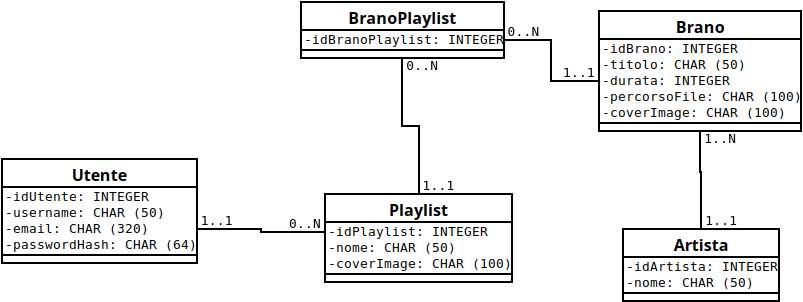 BranoPlaylist
-idBranoPlaylist: INTEGER
0..N
0..N
Brano
-idBrano: INTEGER
-titolo: CHAR (50)
-durata: INTEGER
-percorsoFile: CHAR (100)
-coverImage: CHAR (100)
1..1
1..N
Utente
-idUtente: INTEGER
-username: CHAR (50)
-email: CHAR (320)
-passwordHash: CHAR (64)
1..1
0..N
1..1
Playlist
-idPlaylist: INTEGER
-nome: CHAR (50)
-coverImage: CHAR (100)
1..1
Artista
-idArtista: INTEGER
-nome: CHAR (50)